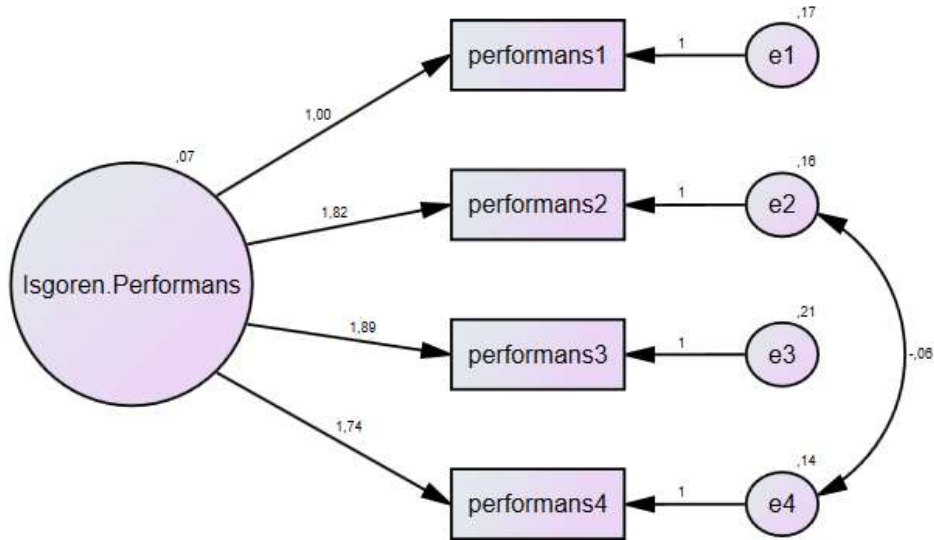 ,17
performans1
1
e1
1,00
,07
,16
performans2
1
e2
1,82
Isgoren.Performans
,21
performans3
1
e3
1,89
-,06
1,74
,14
performans4
1
e4